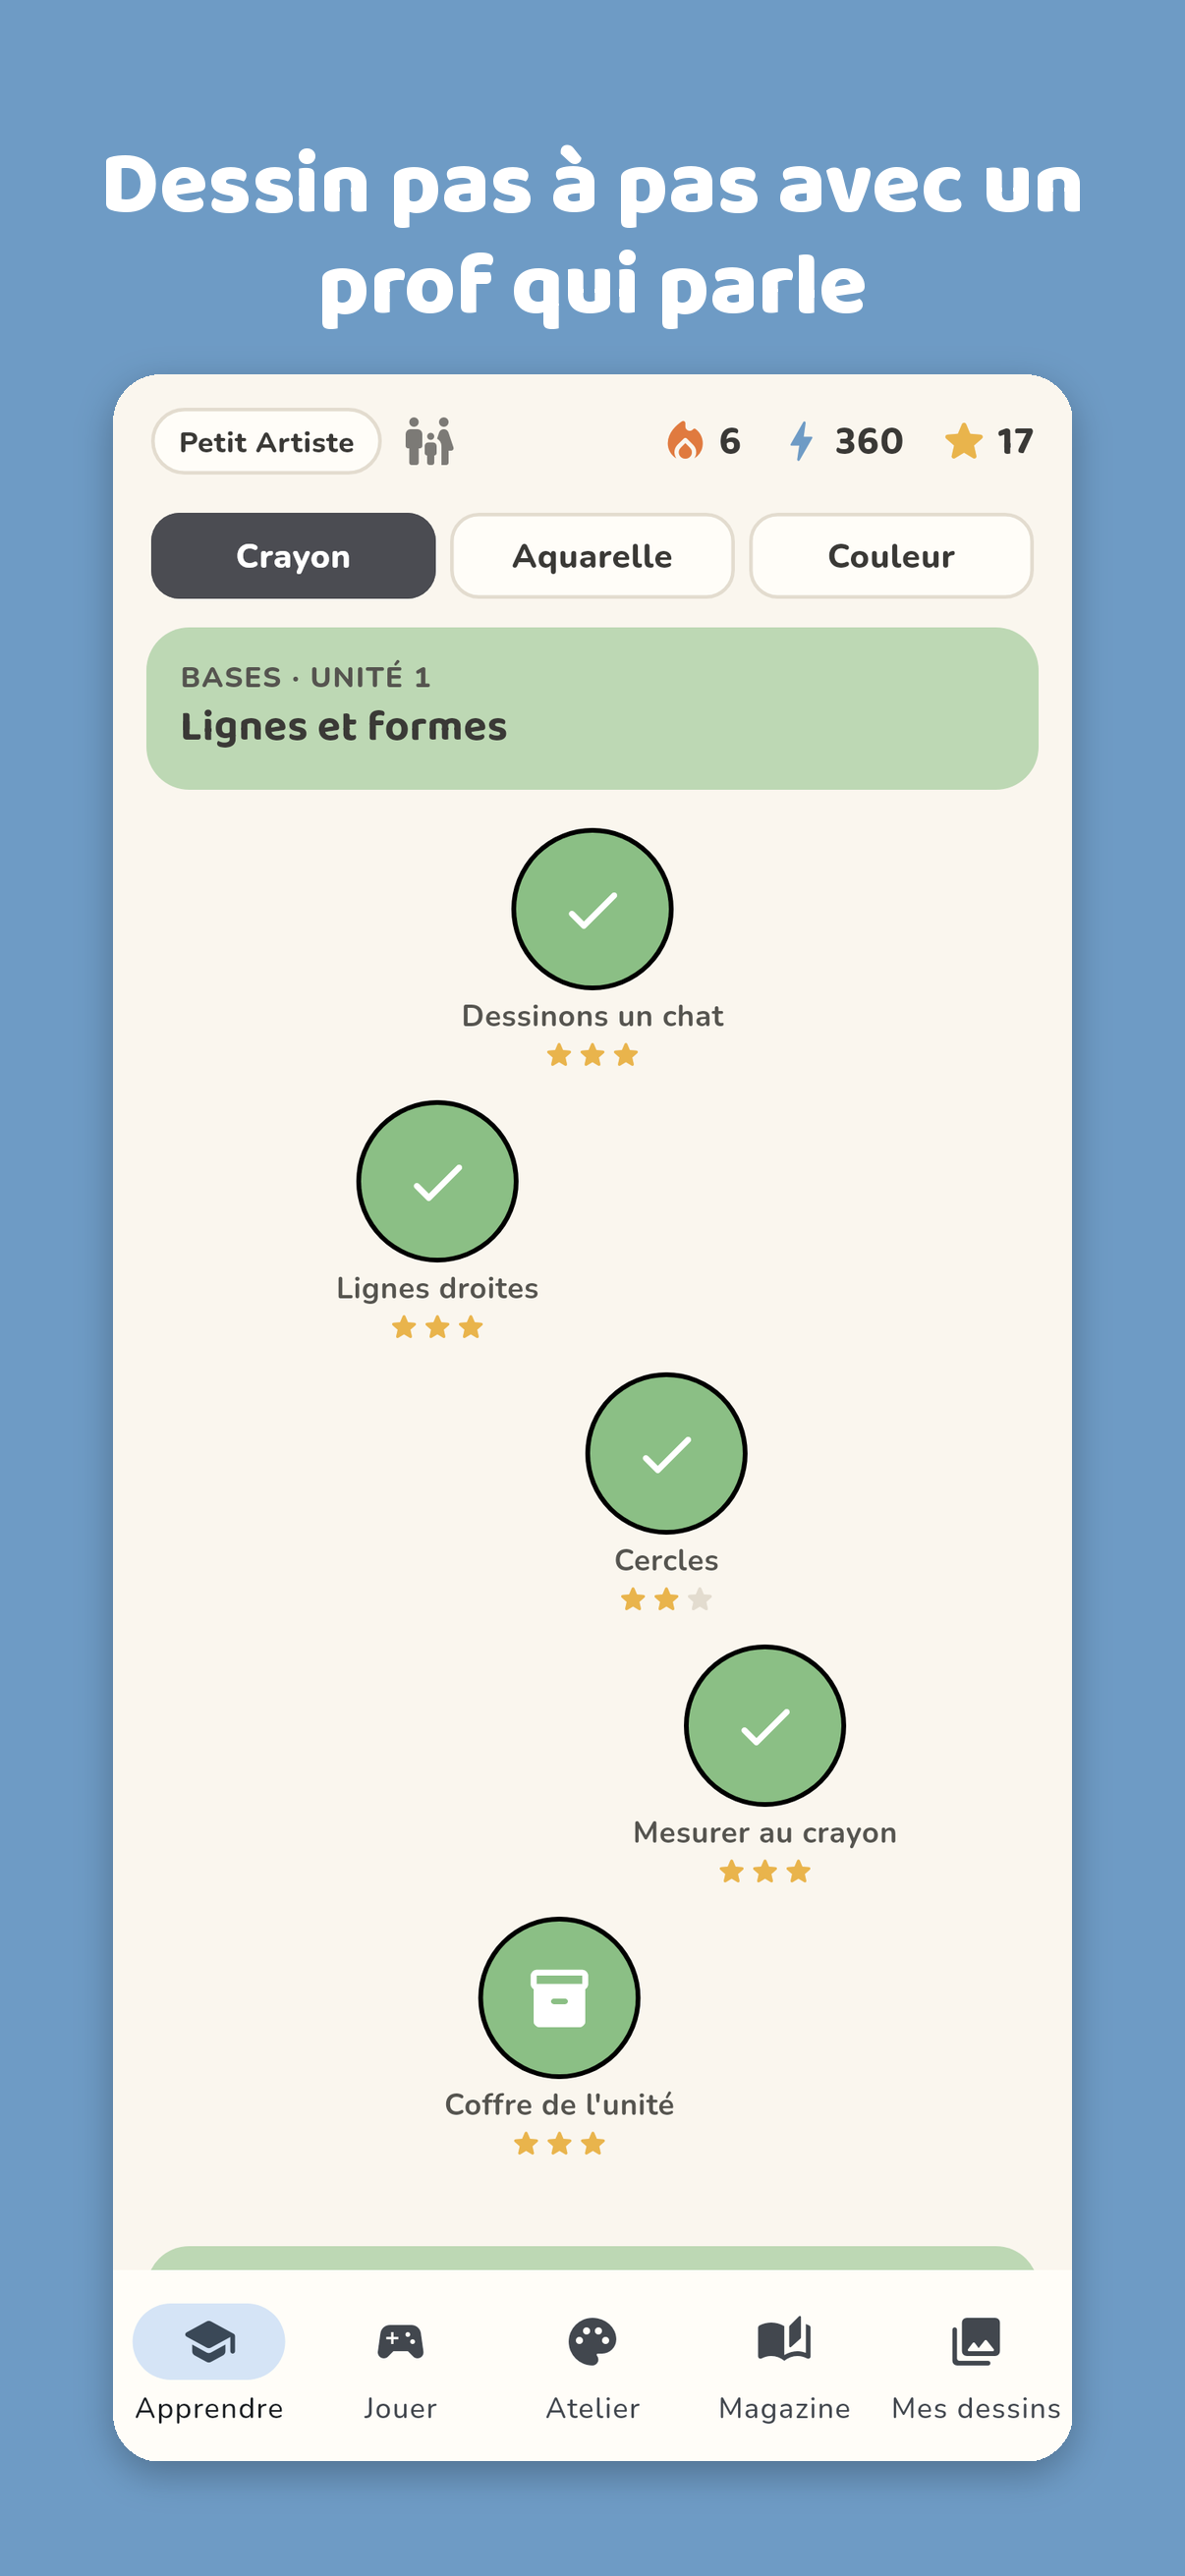 Dessin pas à pas avec un
prof qui parle
Petit Artiste
6
360
17
Crayon
Aquarelle
Couleur
BASES · UNITÉ 1
Lignes et formes
Dessinons un chat
Lignes droites
Cercles
Mesurer au crayon
Coffre de l'unité
Apprendre
Jouer
Atelier
Magazine
Mes dessins